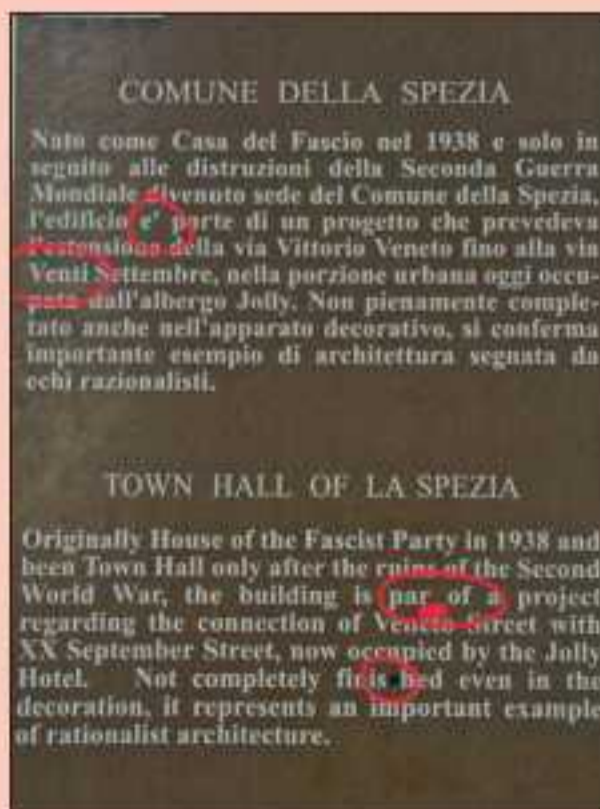 COMUNE DELLA SPEZIA
Nato come Casa del Fascio nel 1938 e solo in
seguito alle distruzioni della Seconda Guerra
Mondiale divenuto sede del Comune della Spezia,
l'edificio e' parte di un progetto che prevedeva
l'estensione della via Vittorio Veneto fino alla via
Venti Settembre, nella porzione urbana oggi occu-
pata dall'albergo Jolly. Non pienamente comple-
tato anche nell'apparato decorativo, si conferma
importante esempio di architettura segnata da
echi razionalisti.
TOWN HALL OF LA SPEZIA
Originally House of the Fascist Party in 1938 and
been Town Hall only after the ruins of the Second
World War, the building is par of a project
regarding the connection of Veneto Street with
XX September Street, now occupied by the Jolly
Hotel. Not completely finis hed even in the
decoration, it represents an important example
of rationalist architecture.